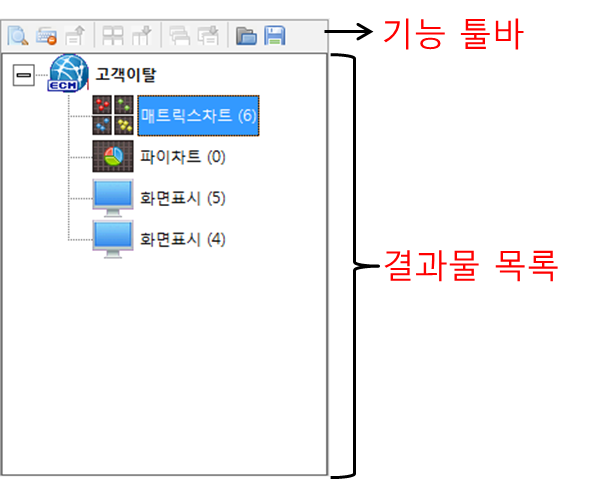 기능 툴바
ECM 고객이탈
매트릭스차트 (6)
파이차트 (0)
화면표시 (5)
화면표시 (4)
결과물 목록